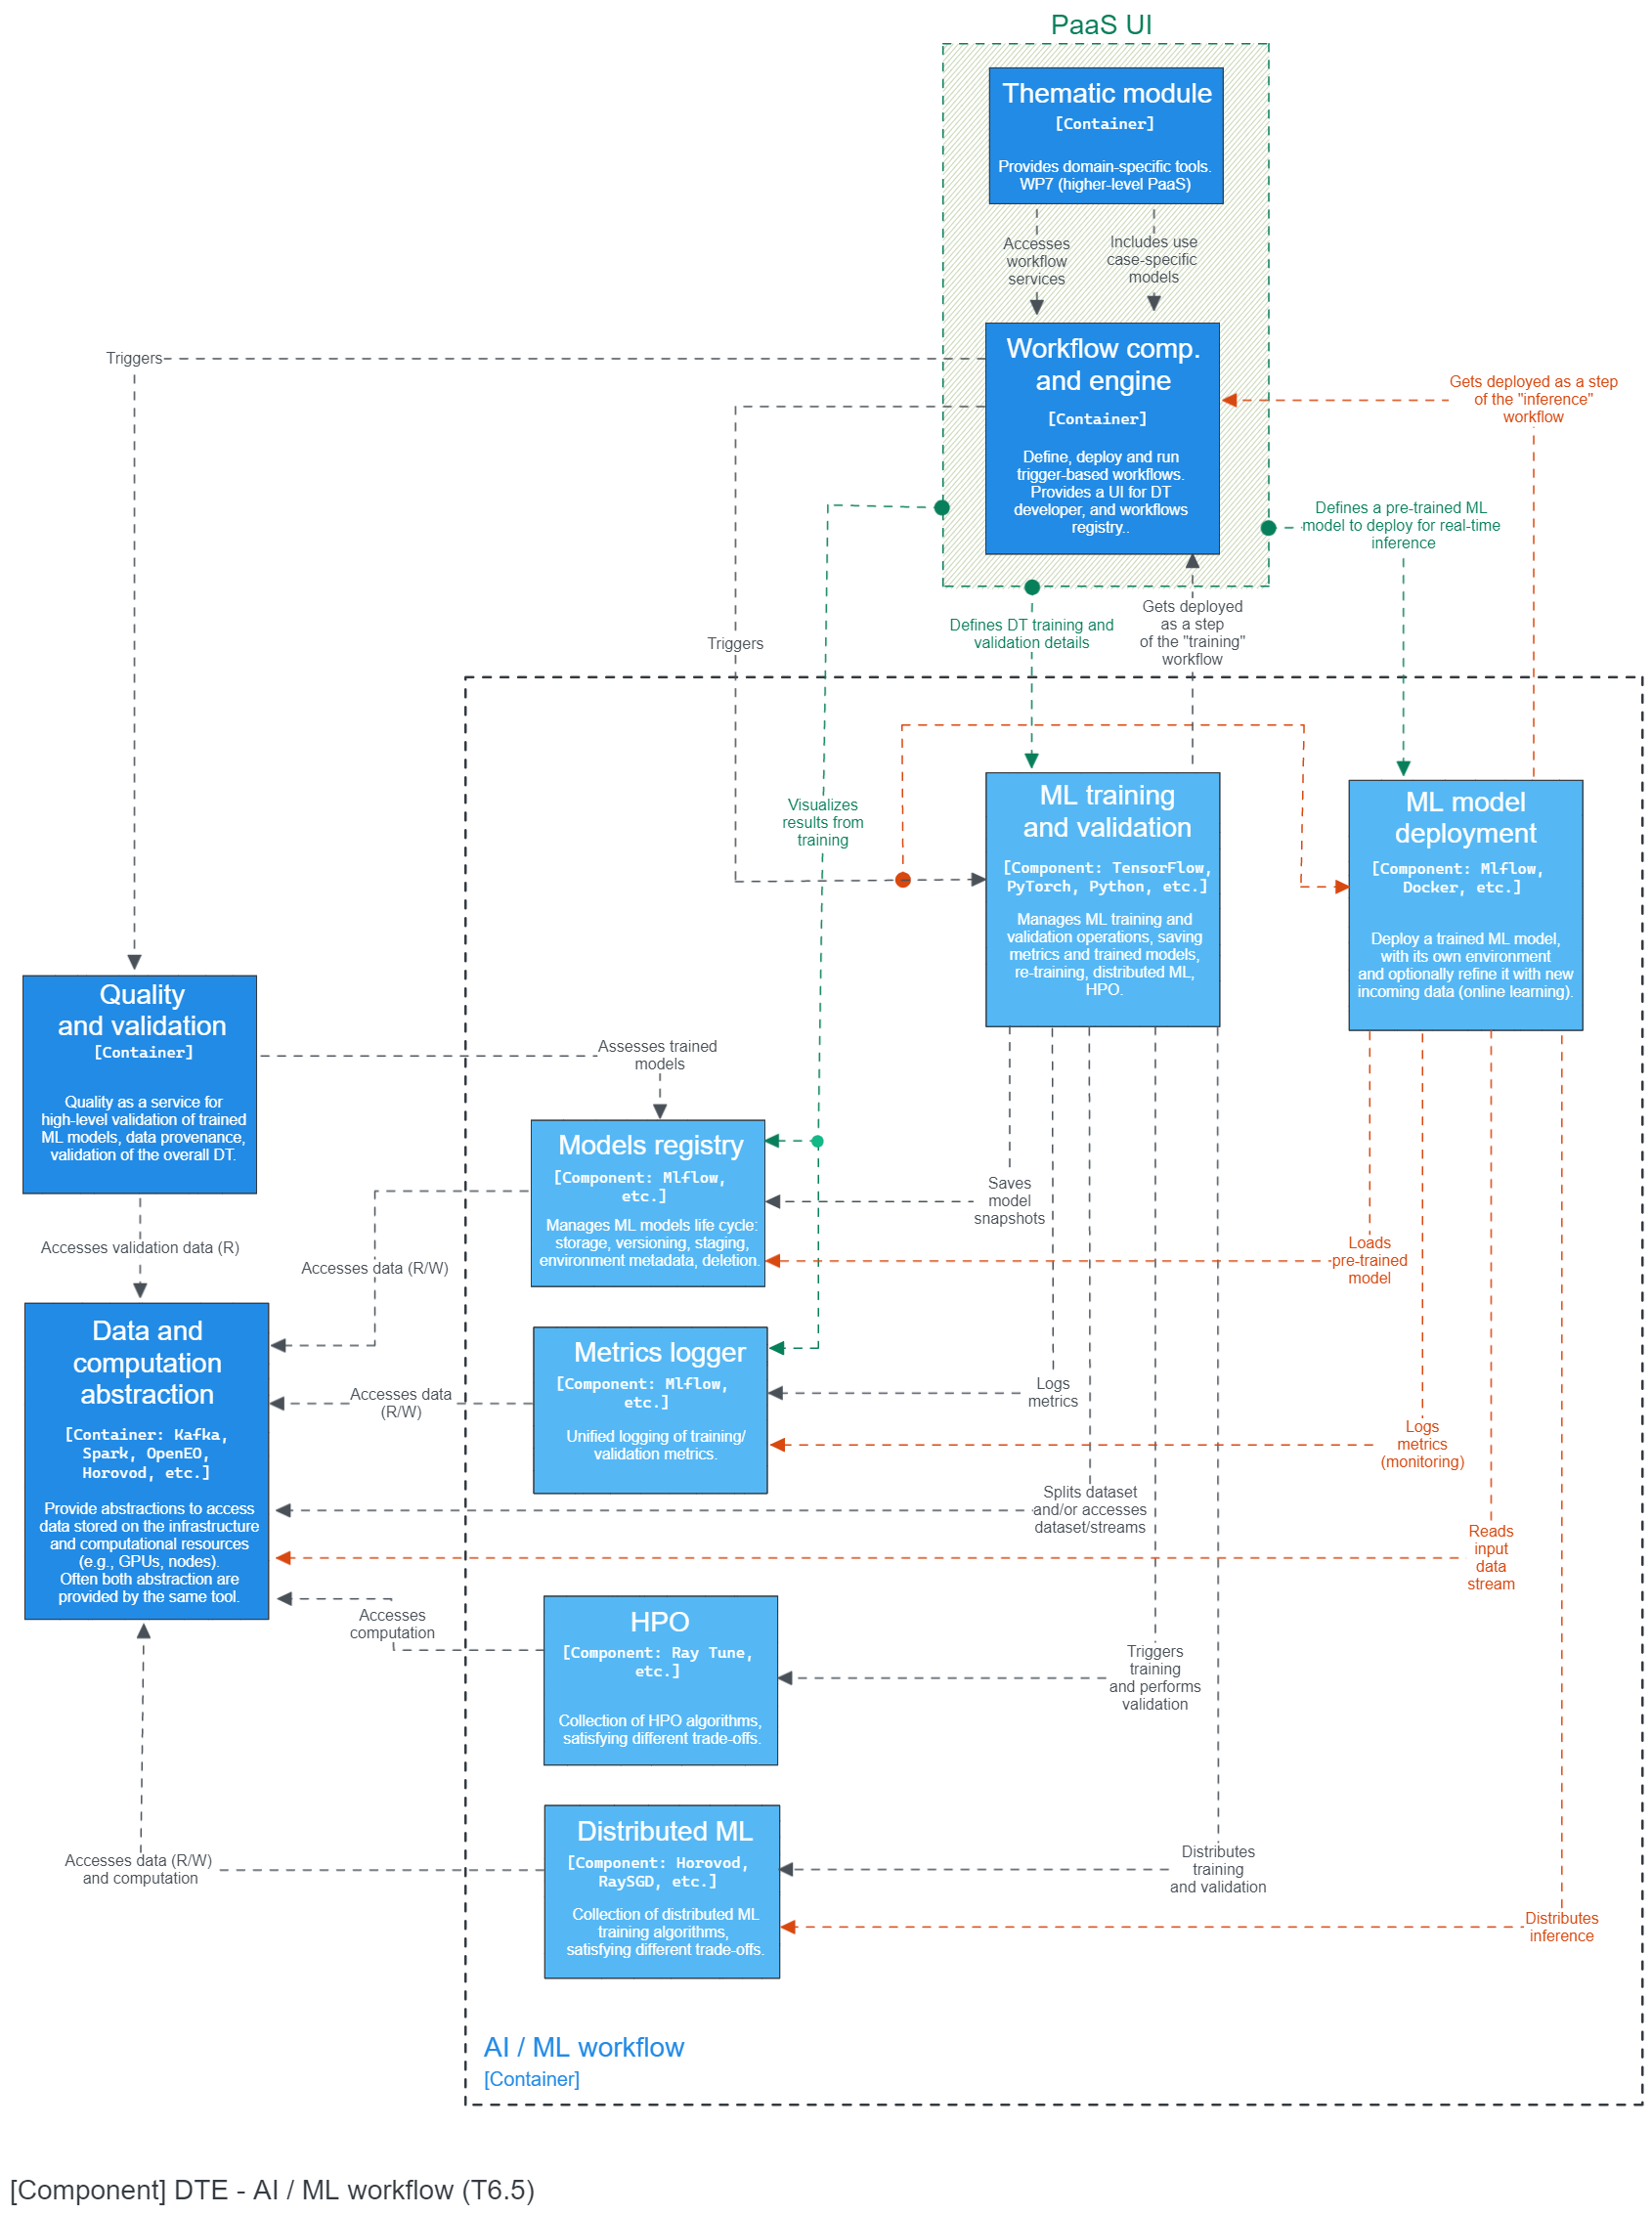 PaaS UI
Thematic module
[Container]
Provides domain-specific tools.
WP7 (higher-level PaaS)
Accesses
workflow
services
Includes use
case-specific
models
Workflow comp.
and engine
[Container]
Define, deploy and run
trigger-based workflows.
Provides a UI for DT
developer, and workflows
registry..
Triggers
Triggers
Gets deployed as a step
of the "inference"
workflow
Defines a pre-trained ML
model to deploy for real-time
inference
Defines DT training and
validation details
Gets deployed
as a step
of the "training"
workflow
Visualizes
results from
training
ML training
and validation
[Component: TensorFlow,
PyTorch, Python, etc.]
Manages ML training and
validation operations, saving
metrics and trained models,
re-training, distributed ML,
HPO.
ML model
deployment
[Component: Mlflow,
Docker, etc.]
Deploy a trained ML model,
with its own environment
and optionally refine it with new
incoming data (online learning).
Quality
and validation
[Container]
Quality as a service for
high-level validation of trained
ML models, data provenance,
validation of the overall DT.
Assesses trained
models
Models registry
[Component: Mlflow,
etc.]
Manages ML models life cycle:
storage, versioning, staging,
environment metadata, deletion.
Saves
model
snapshots
Loads
pre-trained
model
Accesses validation data (R)
Accesses data (R/W)
Data and
computation
abstraction
[Container: Kafka,
Spark, OpenEO,
Horovod, etc.]
Provide abstractions to access
data stored on the infrastructure
and computational resources
(e.g., GPUs, nodes).
Often both abstraction are
provided by the same tool.
Accesses data
(R/W)
Metrics logger
[Component: Mlflow,
etc.]
Unified logging of training/
validation metrics.
Logs
metrics
Logs
metrics
(monitoring)
Splits dataset
and/or accesses
dataset/streams
Reads
input
data
stream
Accesses
computation
HPO
[Component: Ray Tune,
etc.]
Collection of HPO algorithms,
satisfying different trade-offs.
Triggers
training
and performs
validation
Distributed ML
[Component: Horovod,
RaySGD, etc.]
Collection of distributed ML
training algorithms,
satisfying different trade-offs.
Accesses data (R/W)
and computation
Distributes
training
and validation
Distributes
inference
AI / ML workflow
[Container]
[Component] DTE - AI / ML workflow (T6.5)